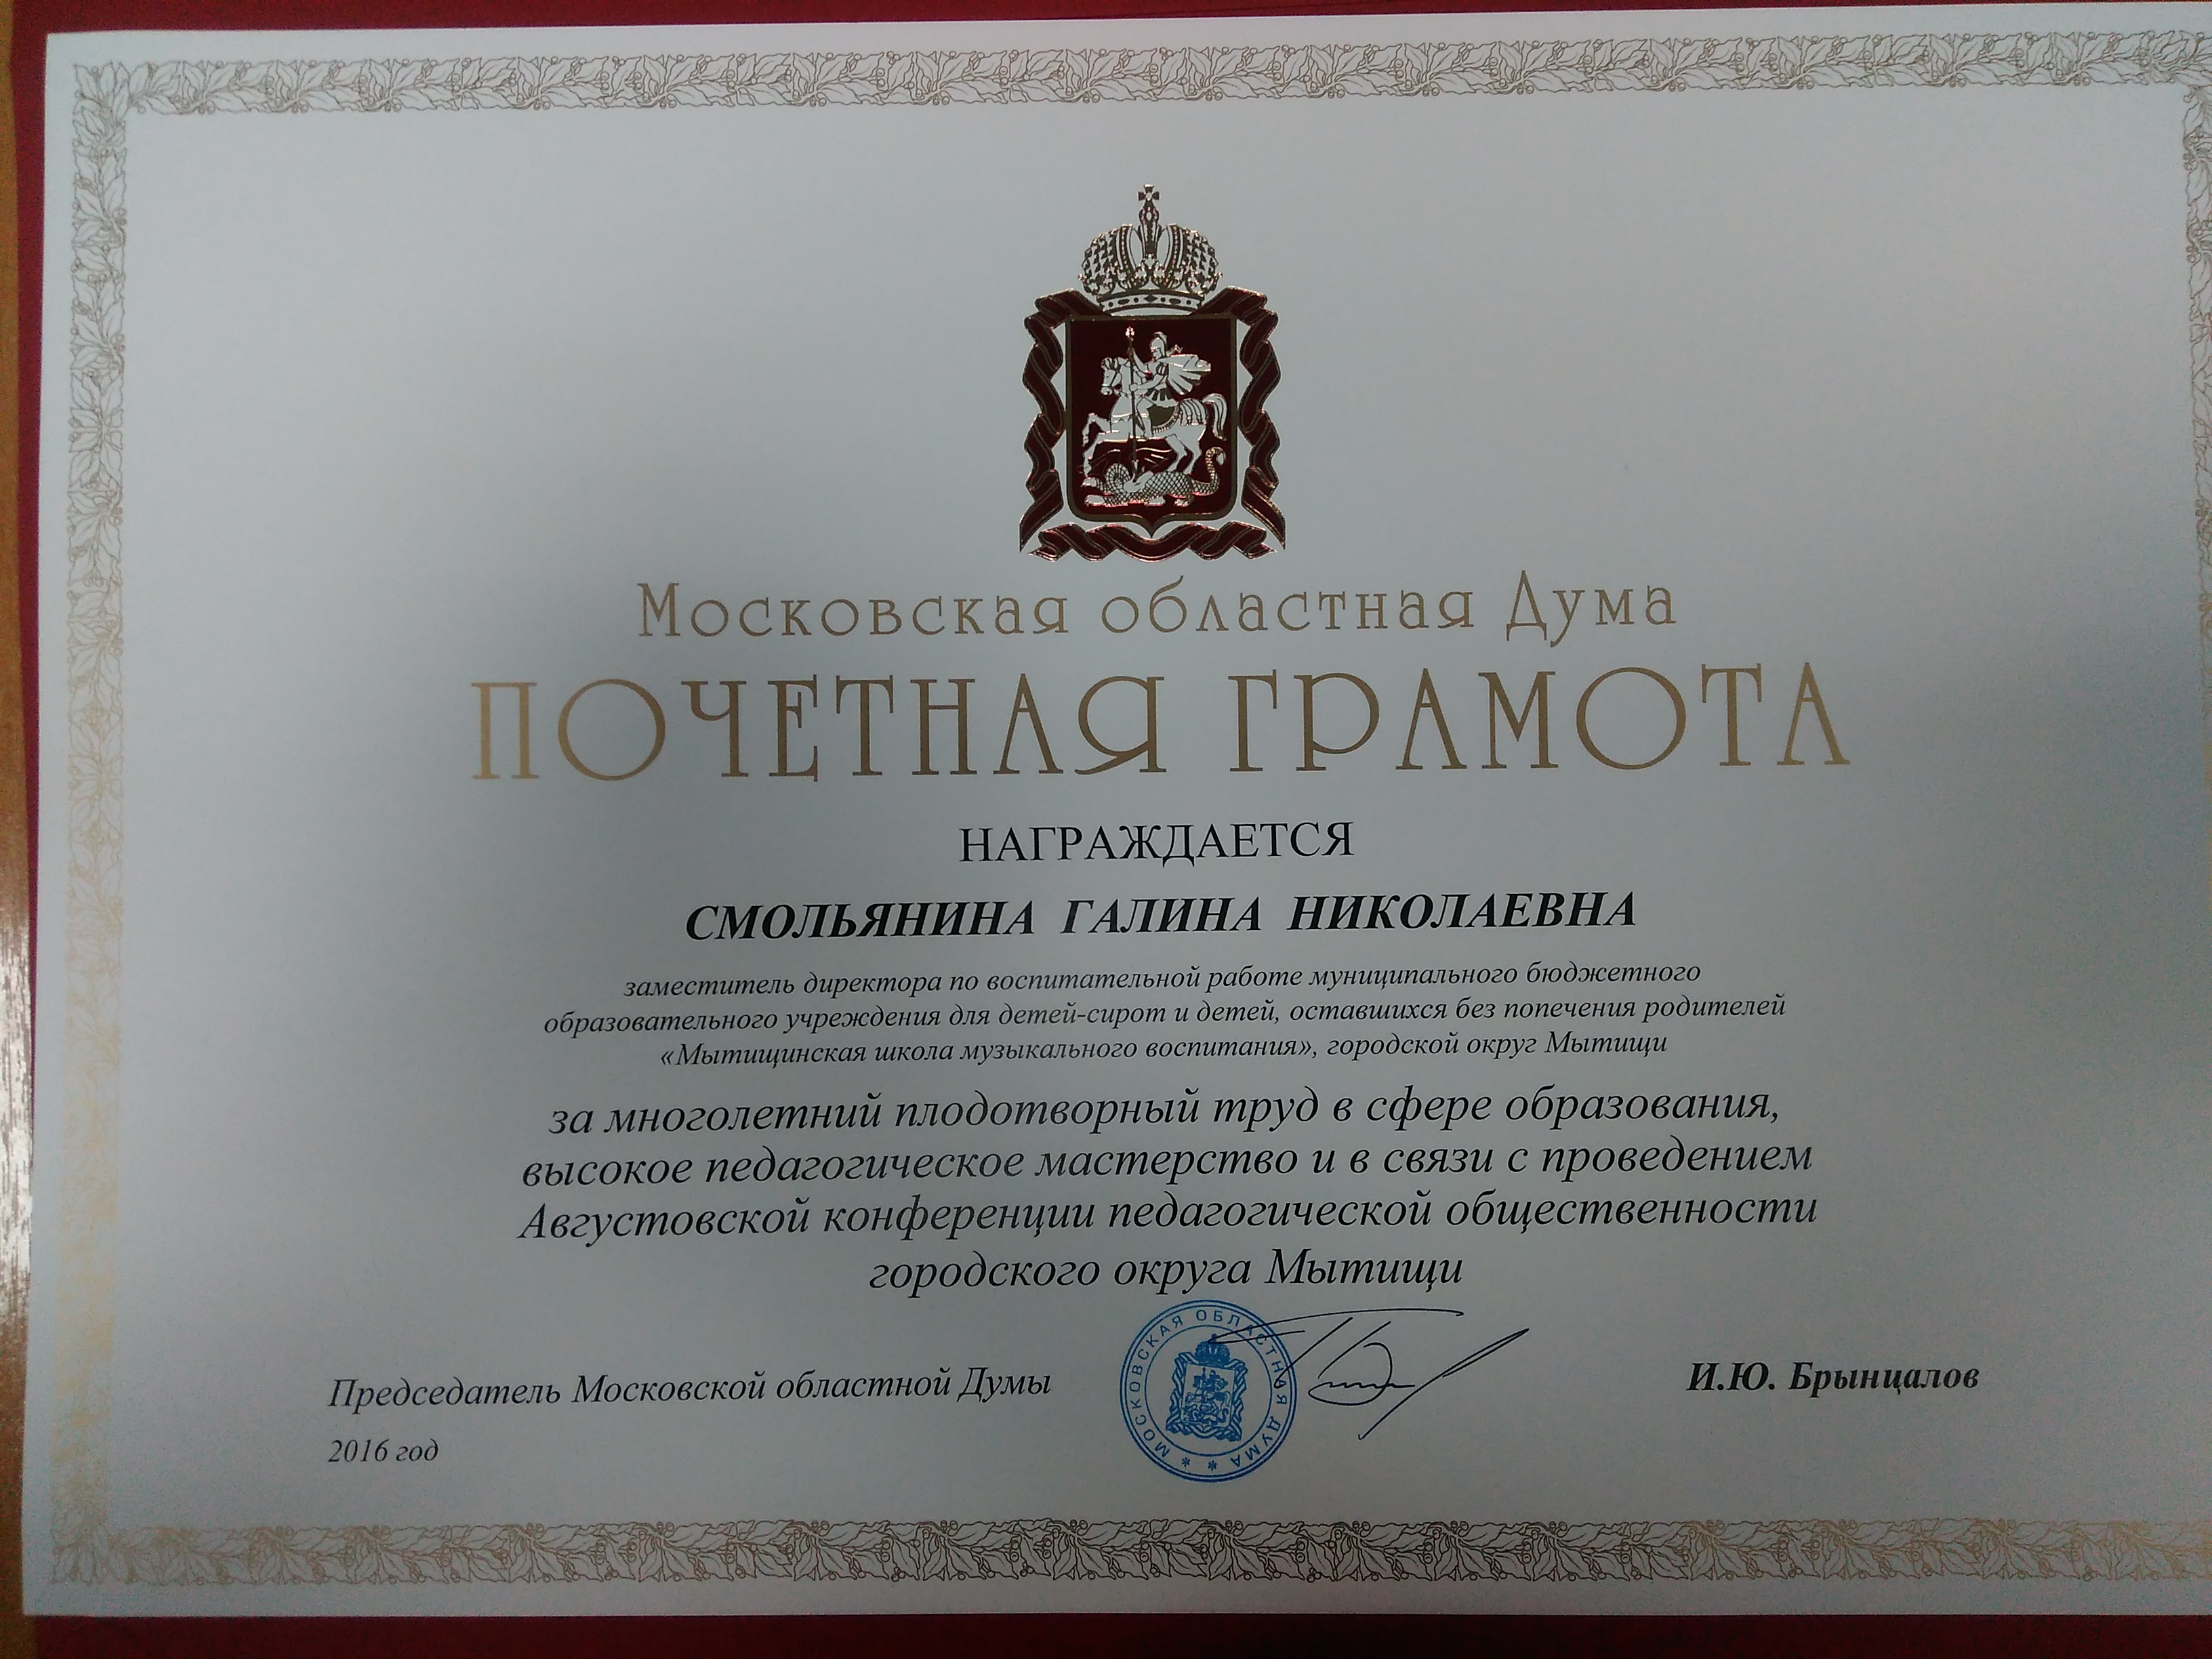 Московская областная Дума
ПОЧЕТНАЯ ГРАМОТА
НАГРАЖДАЕТСЯ
СМОЛЬЯНИНА ГАЛИНА НИКОЛАЕВНА
заместитель директора по воспитательной работе муниципального бюджетного
образовательного учреждения для детей-сирот и детей, оставшихся без попечения родителей
«Мытищинская школа музыкального воспитания», городской округ Мытищи
за многолетний плодотворный труд в сфере образования,
высокое педагогическое мастерство и в связи с проведением
Августовской конференции педагогической общественности
городского округа Мытищи
Председатель Московской областной Думы
И.Ю. Брынцалов
2016 год
* МОСКОВСКАЯ ОБЛАСТНАЯ ДУМА *